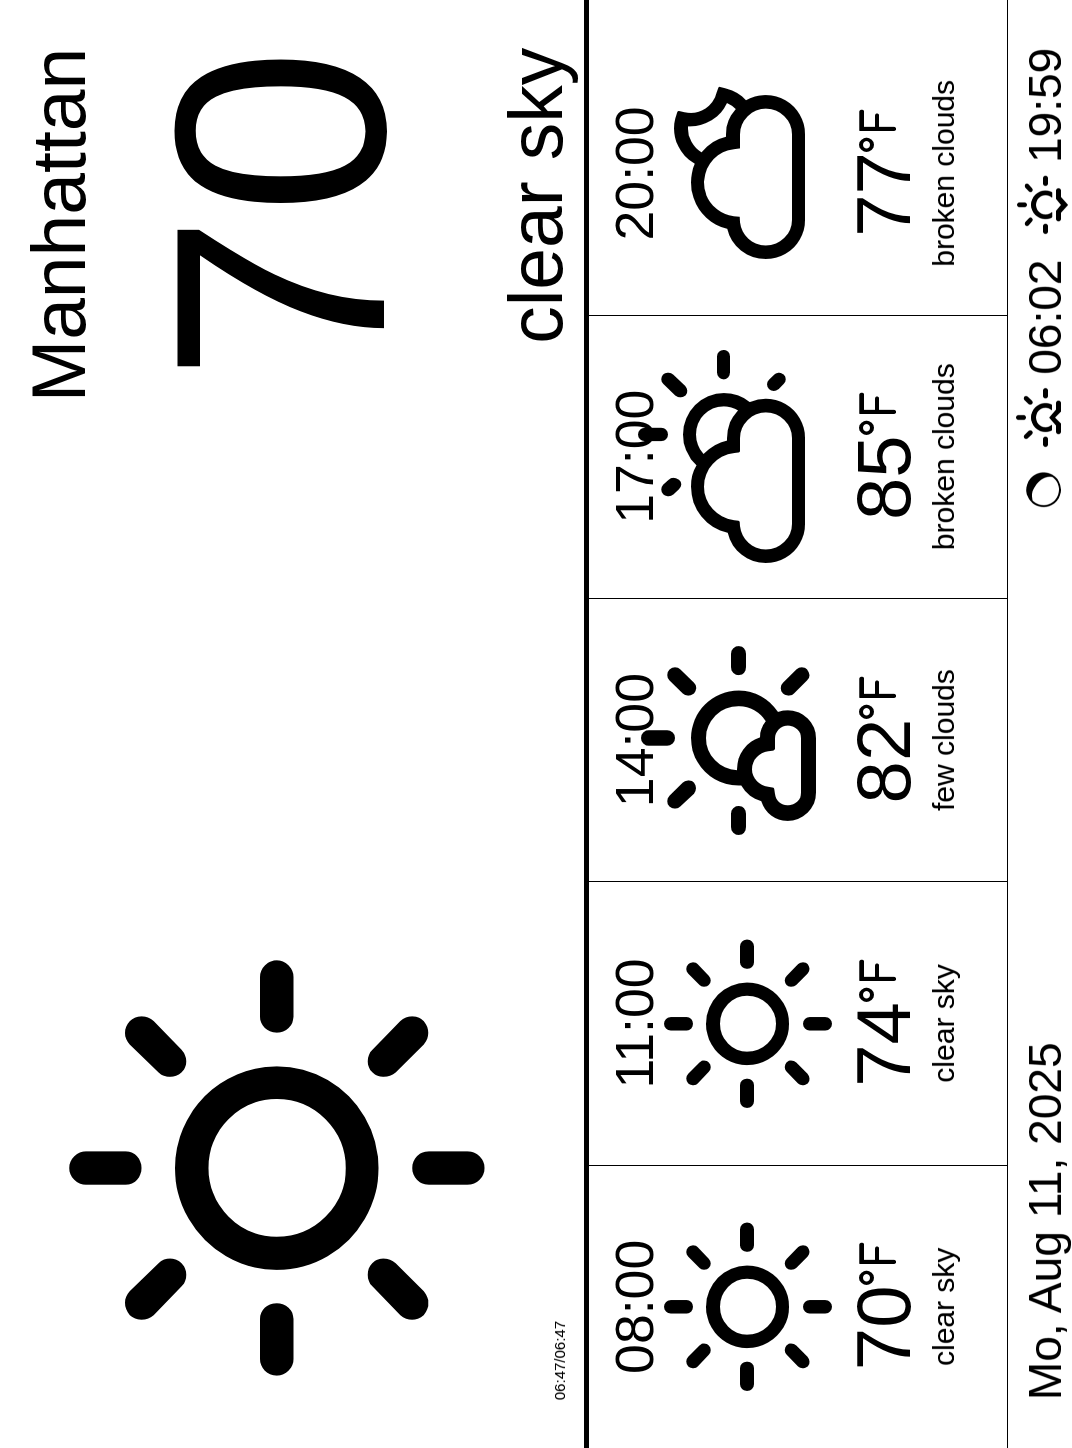 Manhattan
70
clear sky
06:47/06:47
08:00
70°F
clear sky
11:00
74°F
clear sky
14:00
82°F
few clouds
17:00
85°F
broken clouds
20:00
77°F
broken clouds
Mo, Aug 11, 2025
06:02 19:59